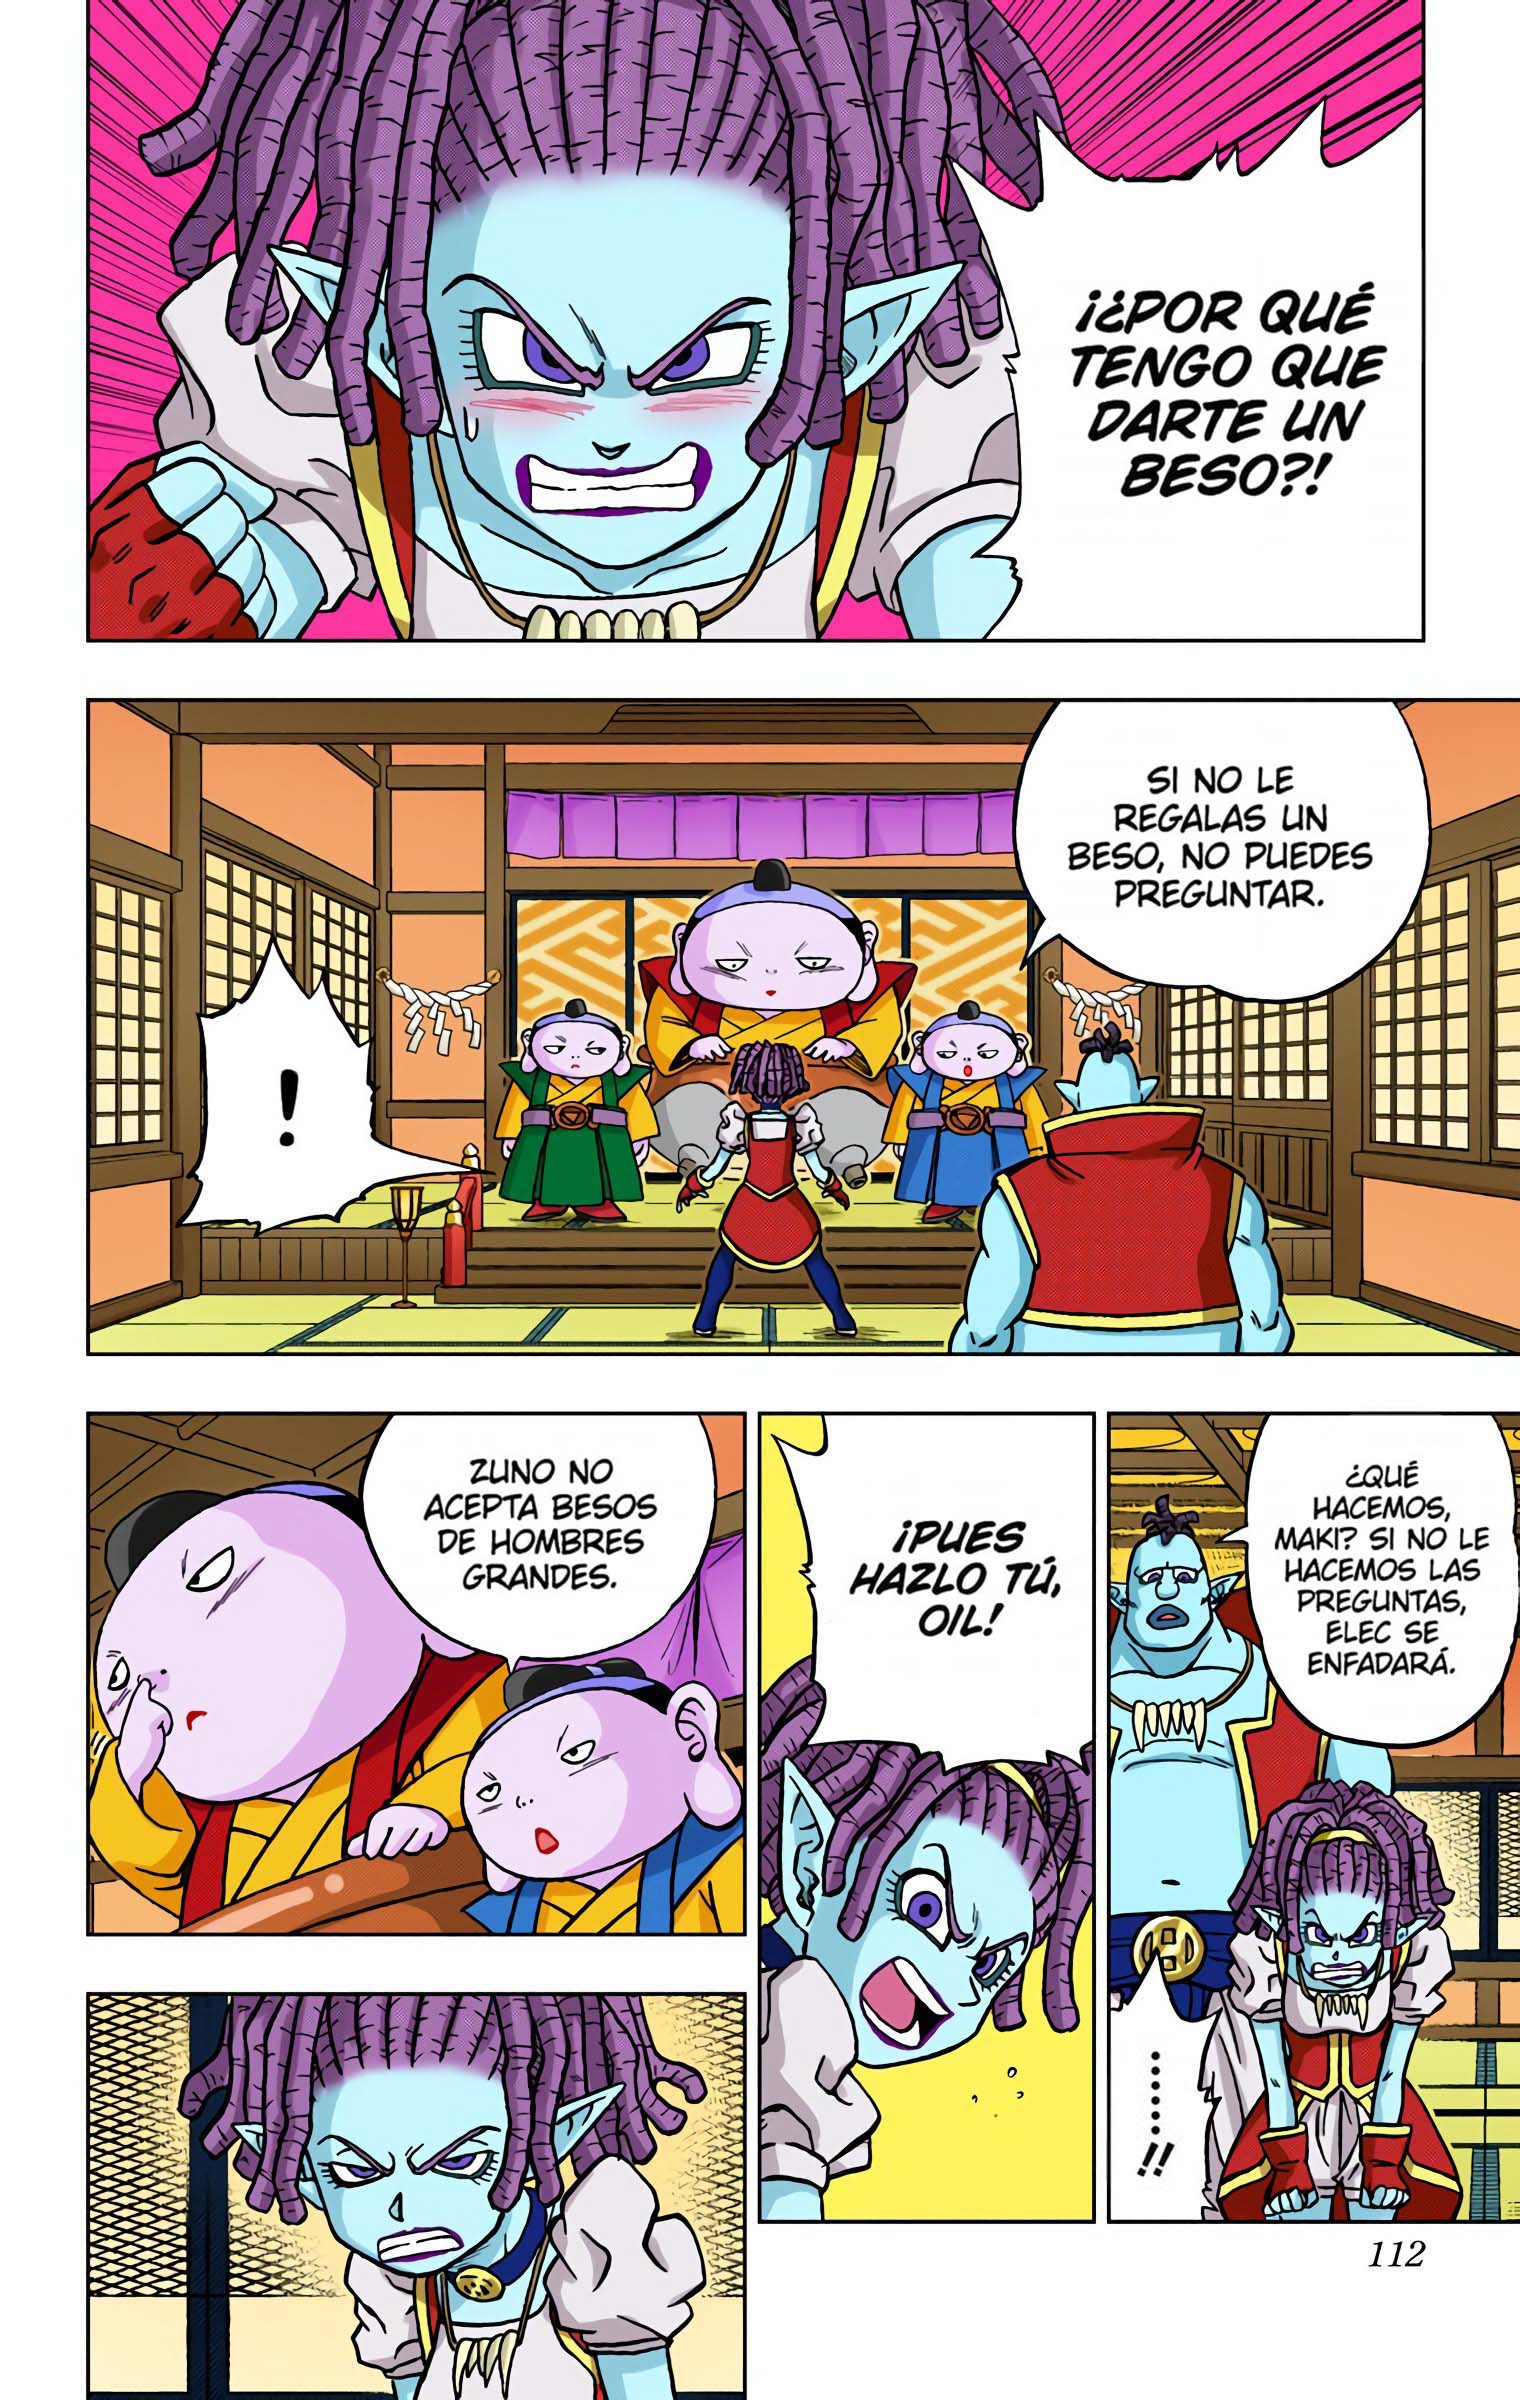 ¡¿POR QUÉ
TENGO QUE
DARTE UN
BESO?!
SI NO LE
REGALAS UN
BESO, NO PUEDES
PREGUNTAR.
!
¿QUÉ
HACEMOS,
MAKI? SI NO LE
HACEMOS LAS
PREGUNTAS,
ELEC SE
ENFADARÁ.
......!!
¡PUES
HAZLO TÚ,
OIL!
ZUNO NO
ACEPTA BESOS
DE HOMBRES
GRANDES.
112